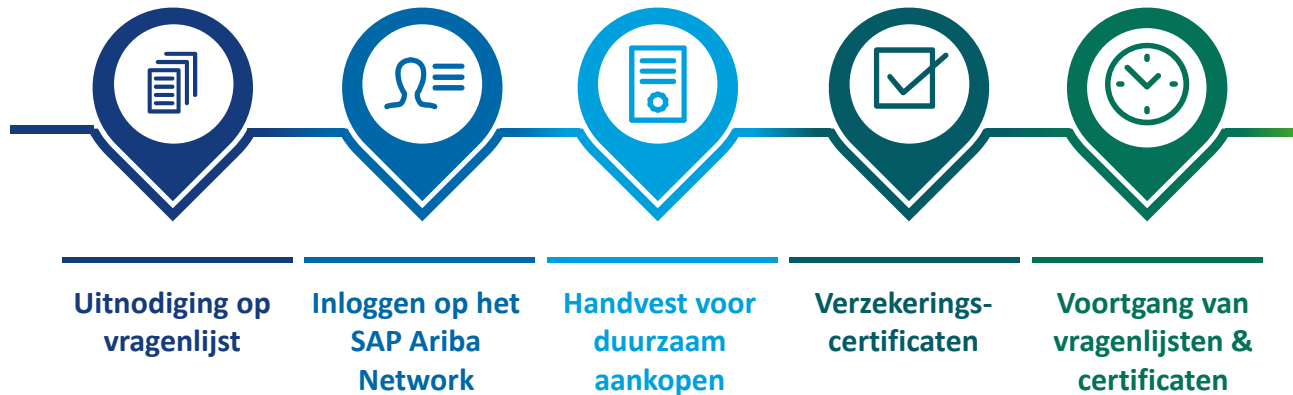 Uitnodiging op
vragenlijst
Inloggen op het
SAP Ariba
Network
Handvest voor
duurzaam
aankopen
Verzekerings-
certificaten
Voortgang van
vragenlijsten &
certificaten